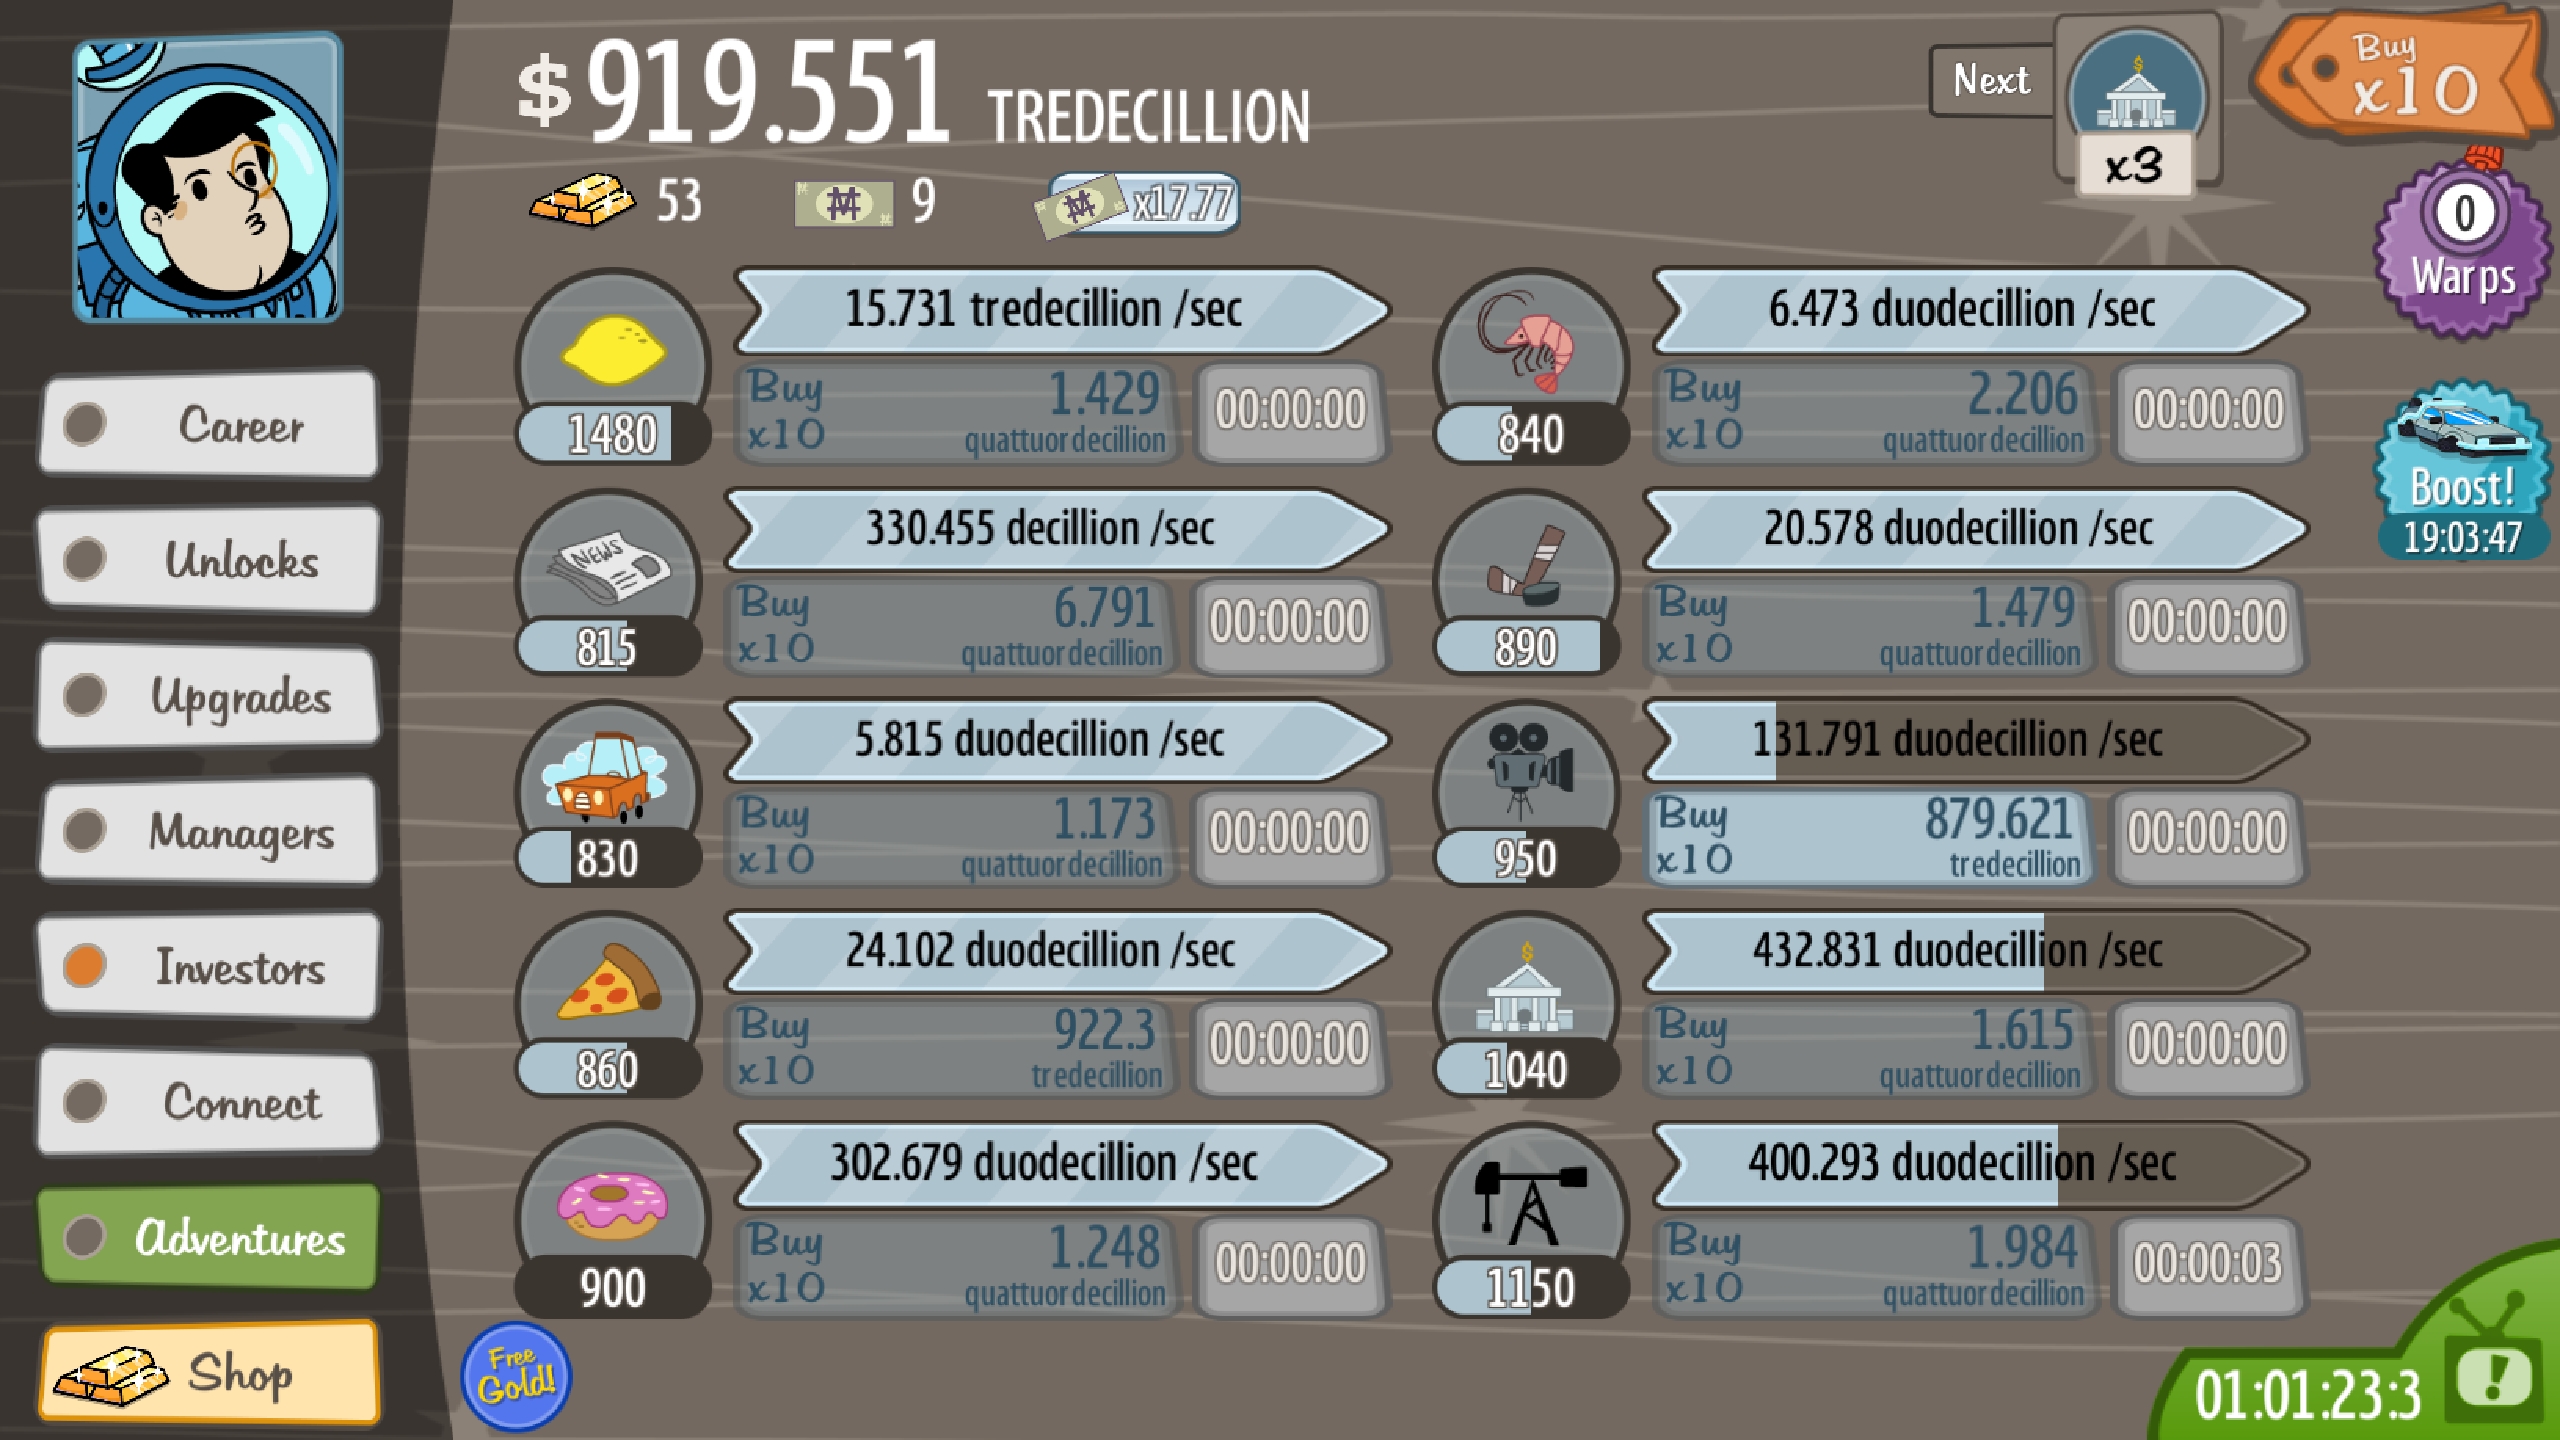 $919.551 TREDECILLION
Next
x3
Buy
x10
53
9
x17.77
0
Warps
Boost!
19:03:47
Career
Unlocks
Upgrades
Managers
Investors
Connect
Adventures
Shop
15.731 tredecillion /sec
1480
Buy
x10
1.429
quattuordecillion
00:00:00
6.473 duodecillion /sec
840
Buy
x10
2.206
quattuordecillion
00:00:00
NEWS
330.455 decillion /sec
815
Buy
x10
6.791
quattuordecillion
00:00:00
20.578 duodecillion /sec
890
Buy
x10
1.479
quattuordecillion
00:00:00
5.815 duodecillion /sec
830
Buy
x10
1.173
quattuordecillion
00:00:00
131.791 duodecillion /sec
950
Buy
x10
879.621
tredecillion
00:00:00
24.102 duodecillion /sec
860
Buy
x10
922.3
tredecillion
00:00:00
432.831 duodecillion /sec
1040
Buy
x10
1.615
quattuordecillion
00:00:00
302.679 duodecillion /sec
900
Buy
x10
1.248
quattuordecillion
00:00:00
400.293 duodecillion /sec
1150
Buy
x10
1.984
quattuordecillion
00:00:03
Free
Gold!
01:01:23:3
!